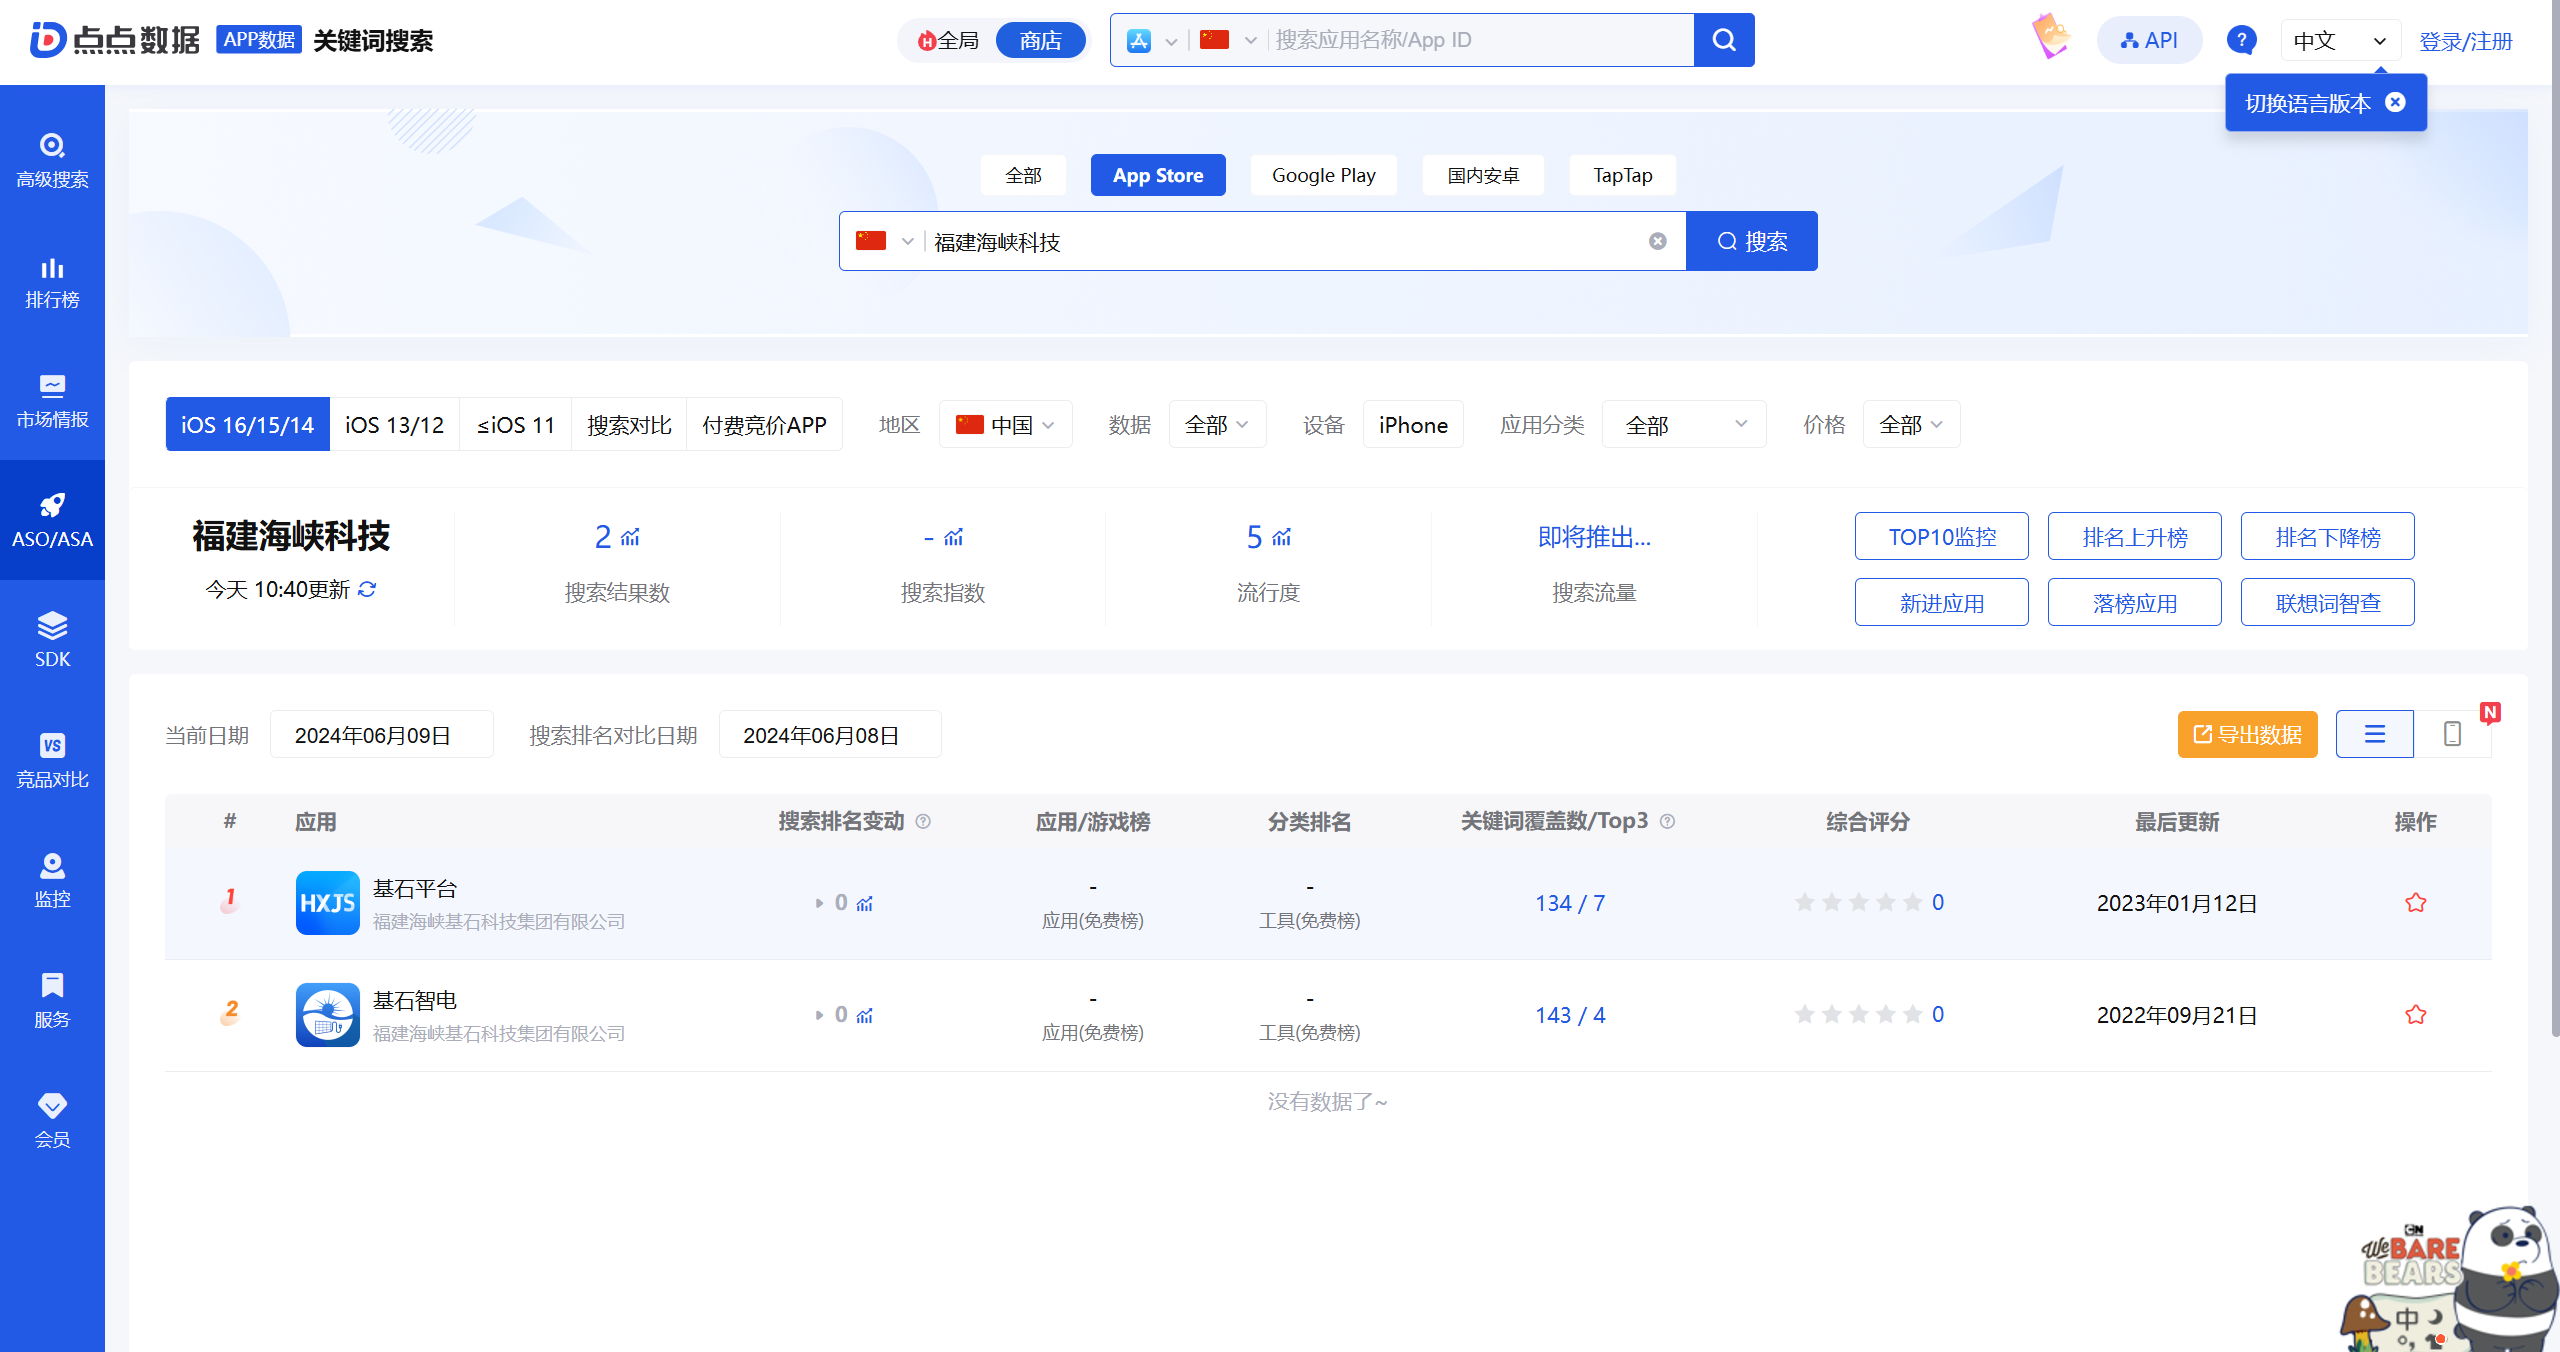 点点数据 APP数据 关键词搜索
全局 商店 搜索应用名称/App ID API ? 中文 登录/注册
切换语言版本
高级搜索
排行榜
市场情报
ASO/ASA
SDK
VS
竞品对比
监控
服务
会员
全部 App Store Google Play 国内安卓 TapTap
福建海峡科技 搜索
iOS 16/15/14 iOS 13/12 ≤iOS 11 搜索对比 付费竞价APP 地区 中国 数据 全部 设备 iPhone 应用分类 全部 价格 全部
福建海峡科技 2 - 5 即将推出... TOP10监控 排名上升榜 排名下降榜
今天 10:40更新 搜索结果数 搜索指数 流行度 搜索流量 新进应用 落榜应用 联想词智查
当前日期 2024年06月09日 搜索排名对比日期 2024年06月08日 导出数据 N
# 应用 搜索排名变动 应用/游戏榜 分类排名 关键词覆盖数/Top3 综合评分 最后更新 操作
1 HXJS 基石平台 0 - - 134 / 7 0 2023年01月12日
福建海峡基石科技集团有限公司 应用(免费榜) 工具(免费榜)
2 基石智电 0 - - 143 / 4 0 2022年09月21日
福建海峡基石科技集团有限公司 应用(免费榜) 工具(免费榜)
没有数据了~
CN
We BARE
BEARS
中